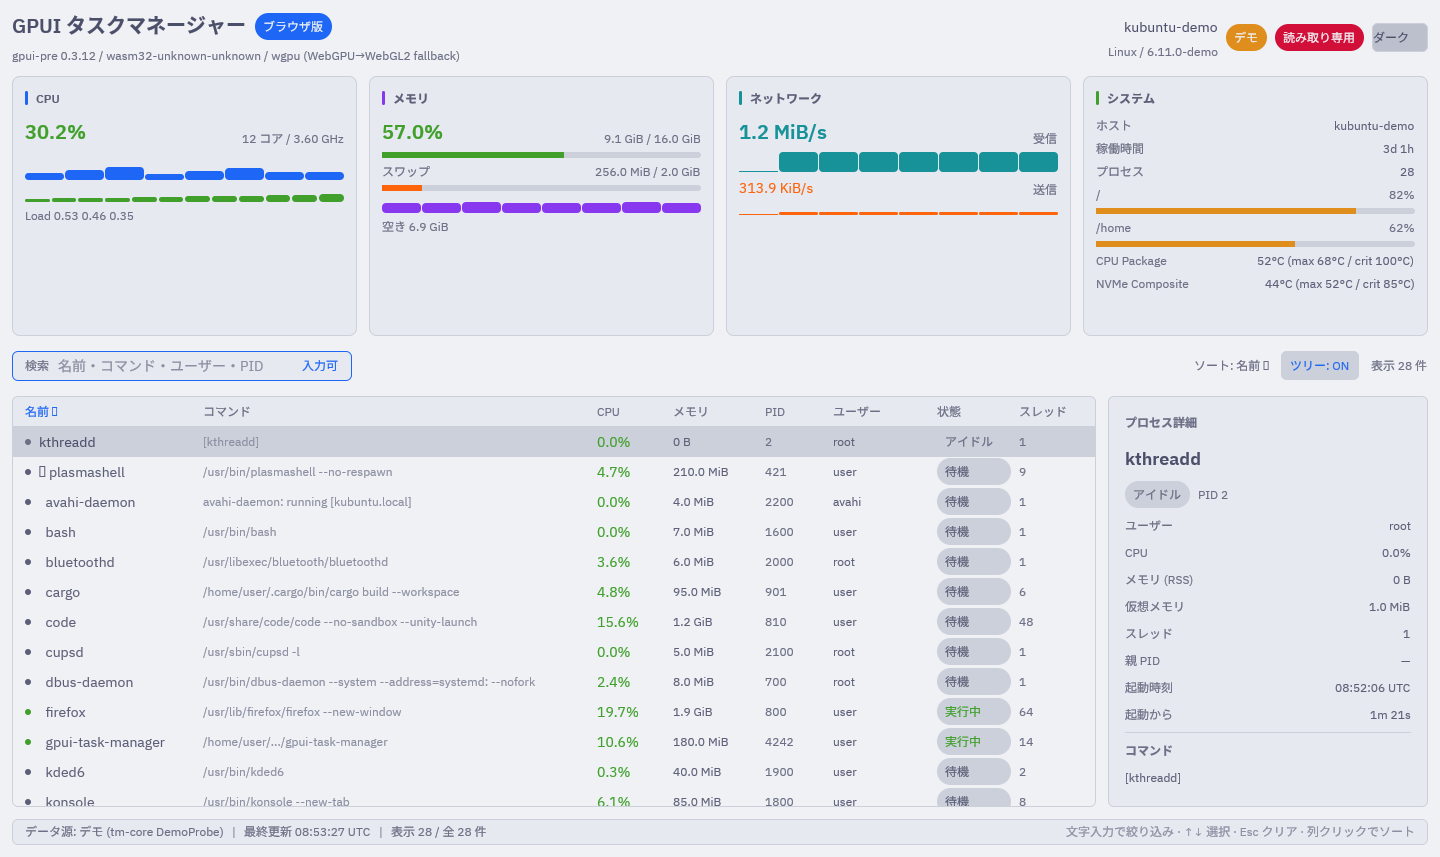 GPUI タスクマネージャー ブラウザ版
gpui-pre 0.3.12 / wasm32-unknown-unknown / wgpu (WebGPU→WebGL2 fallback)
kubuntu-demo
Linux / 6.11.0-demo
デモ 読み取り専用 ダーク
CPU
30.2% 12 コア / 3.60 GHz
Load 0.53 0.46 0.35
メモリ
57.0% 9.1 GiB / 16.0 GiB
スワップ 256.0 MiB / 2.0 GiB
空き 6.9 GiB
ネットワーク
1.2 MiB/s 受信
313.9 KiB/s 送信
システム
ホスト kubuntu-demo
稼働時間 3d 1h
プロセス 28
/ 82%
/home 62%
CPU Package 52°C (max 68°C / crit 100°C)
NVMe Composite 44°C (max 52°C / crit 85°C)
検索 名前・コマンド・ユーザー・PID 入力可
ソート: 名前 ツリー: ON 表示 28 件
名前 コマンド CPU メモリ PID ユーザー 状態 スレッド
kthreadd [kthreadd] 0.0% 0 B 2 root アイドル 1
plasmashell /usr/bin/plasmashell --no-respawn 4.7% 210.0 MiB 421 user 待機 9
avahi-daemon avahi-daemon: running [kubuntu.local] 0.0% 4.0 MiB 2200 avahi 待機 1
bash /usr/bin/bash 0.0% 7.0 MiB 1600 user 待機 1
bluetoothd /usr/libexec/bluetooth/bluetoothd 3.6% 6.0 MiB 2000 root 待機 1
cargo /home/user/.cargo/bin/cargo build --workspace 4.8% 95.0 MiB 901 user 待機 6
code /usr/share/code/code --no-sandbox --unity-launch 15.6% 1.2 GiB 810 user 待機 48
cupsd /usr/sbin/cupsd -l 0.0% 5.0 MiB 2100 root 待機 1
dbus-daemon /usr/bin/dbus-daemon --system --address=systemd: --nofork 2.4% 8.0 MiB 700 root 待機 1
firefox /usr/lib/firefox/firefox --new-window 19.7% 1.9 GiB 800 user 実行中 64
gpui-task-manager /home/user/…/gpui-task-manager 10.6% 180.0 MiB 4242 user 実行中 14
kded6 /usr/bin/kded6 0.3% 40.0 MiB 1900 user 待機 2
konsole /usr/bin/konsole --new-tab 6.1% 85.0 MiB 1800 user 待機 8
プロセス詳細
kthreadd
アイドル PID 2
ユーザー root
CPU 0.0%
メモリ (RSS) 0 B
仮想メモリ 1.0 MiB
スレッド 1
親 PID —
起動時刻 08:52:06 UTC
起動から 1m 21s
コマンド
[kthreadd]
データ源: デモ (tm-core DemoProbe) | 最終更新 08:53:27 UTC | 表示 28 / 全 28 件
文字入力で絞り込み · ↑↓ 選択 · Esc クリア · 列クリックでソート